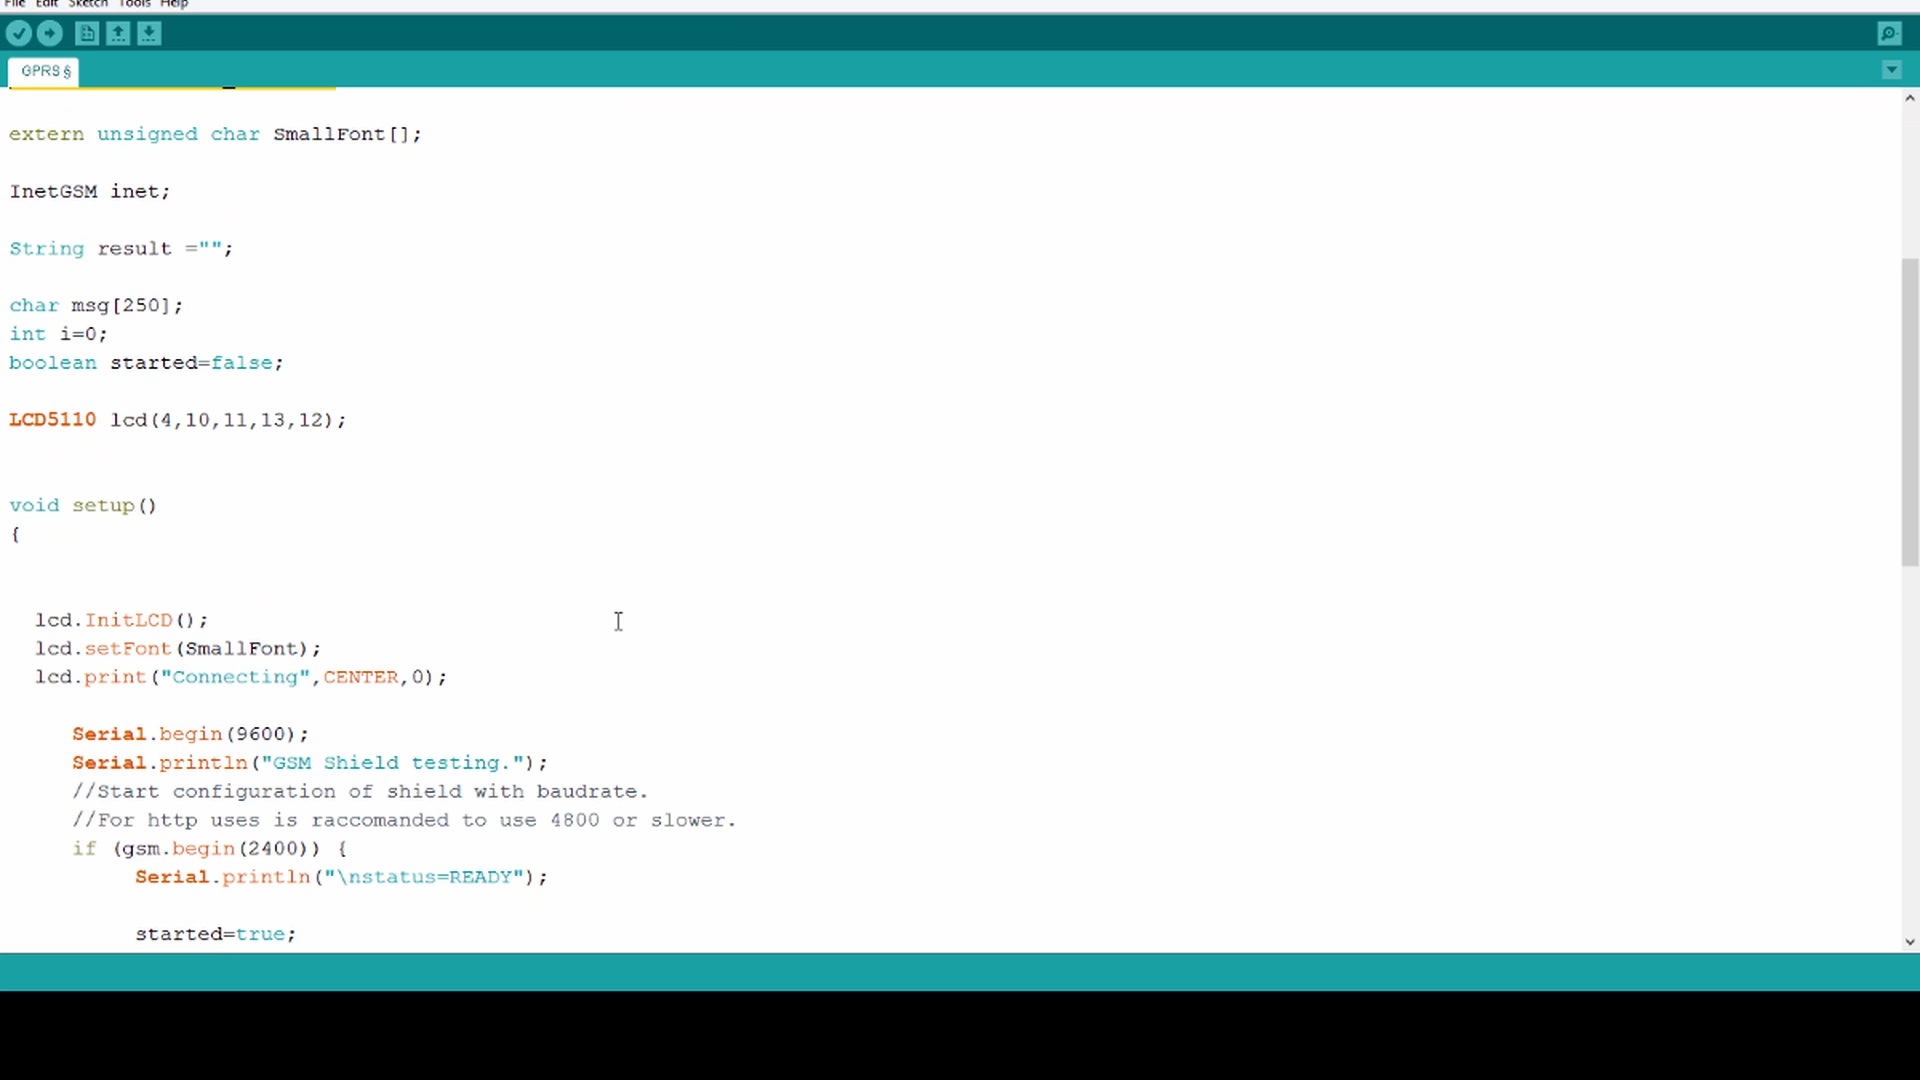 File Edit Sketch Tools Help
GPRS §
extern unsigned char SmallFont[];
InetGSM inet;
String result ="";
char msg[250];
int i=0;
boolean started=false;
LCD5110 lcd(4,10,11,13,12);
void setup()
{
lcd.InitLCD();
lcd.setFont(SmallFont);
lcd.print("Connecting",CENTER,0);
Serial.begin(9600);
Serial.println("GSM Shield testing.");
//Start configuration of shield with baudrate.
//For http uses is raccomanded to use 4800 or slower.
if (gsm.begin(2400)) {
Serial.println("\nstatus=READY");
started=true;